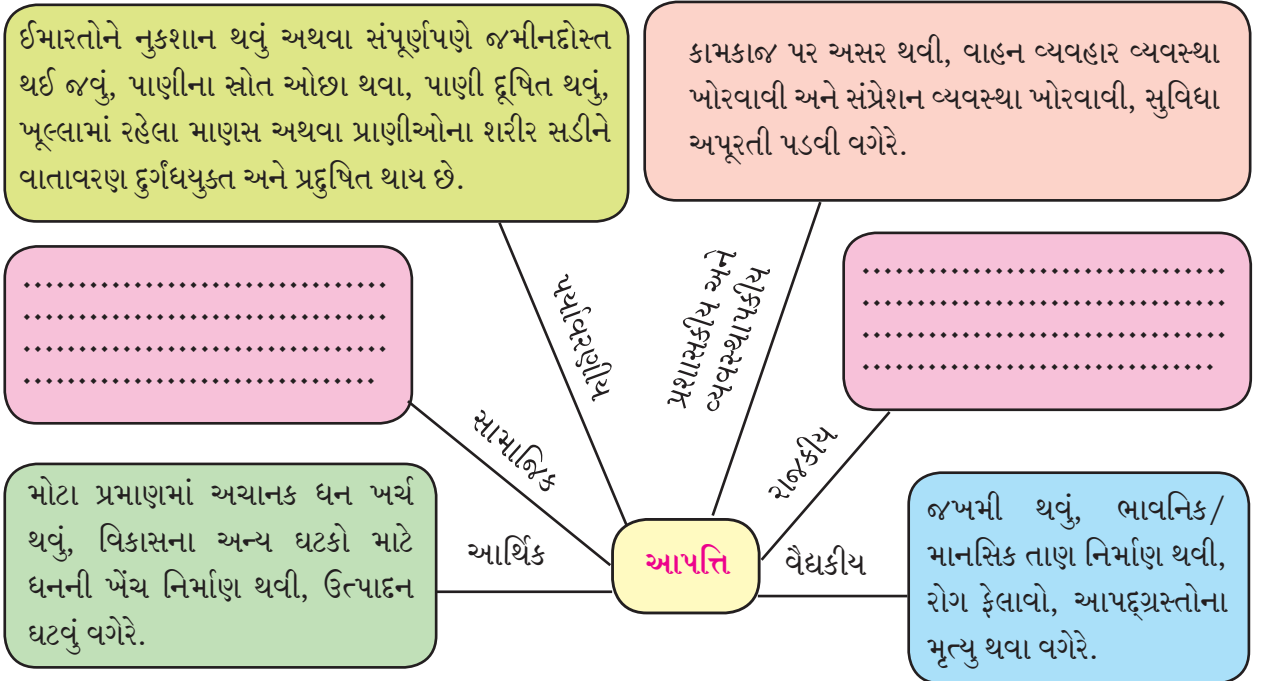 ઈમારતોને નુકશાન થવું અથવા સંપૂર્ણપણે જમીનદોસ્ત
થઈ જવું, પાણીના સ્રોત ઓછા થવા, પાણી દૂષિત થવું,
ખૂલ્લામાં રહેલા માણસ અથવા પ્રાણીઓના શરીર સડીને
વાતાવરણ દુર્ગંધયુક્ત અને પ્રદુષિત થાય છે.
કામકાજ પર અસર થવી, વાહન વ્યવહાર વ્યવસ્થા
ખોરવાવી અને સંપ્રેશન વ્યવસ્થા ખોરવાવી, સુવિધા
અપૂરતી પડવી વગેરે.
પર્યાવરણીય
પ્રશાસકીય અને
વ્યવસ્થાપકીય
સામાજિક
રાજકીય
મોટા પ્રમાણમાં અચાનક ધન ખર્ચ
થવું, વિકાસના અન્ય ઘટકો માટે
ધનની ખેંચ નિર્માણ થવી, ઉત્પાદન
ઘટવું વગેરે.
આર્થિક
આપત્તિ
વૈદ્યકીય
જખમી થવું, ભાવનિક/
માનસિક તાણ નિર્માણ થવી,
રોગ ફેલાવો, આપદ્‌ગ્રસ્તોના
મૃત્યુ થવા વગેરે.